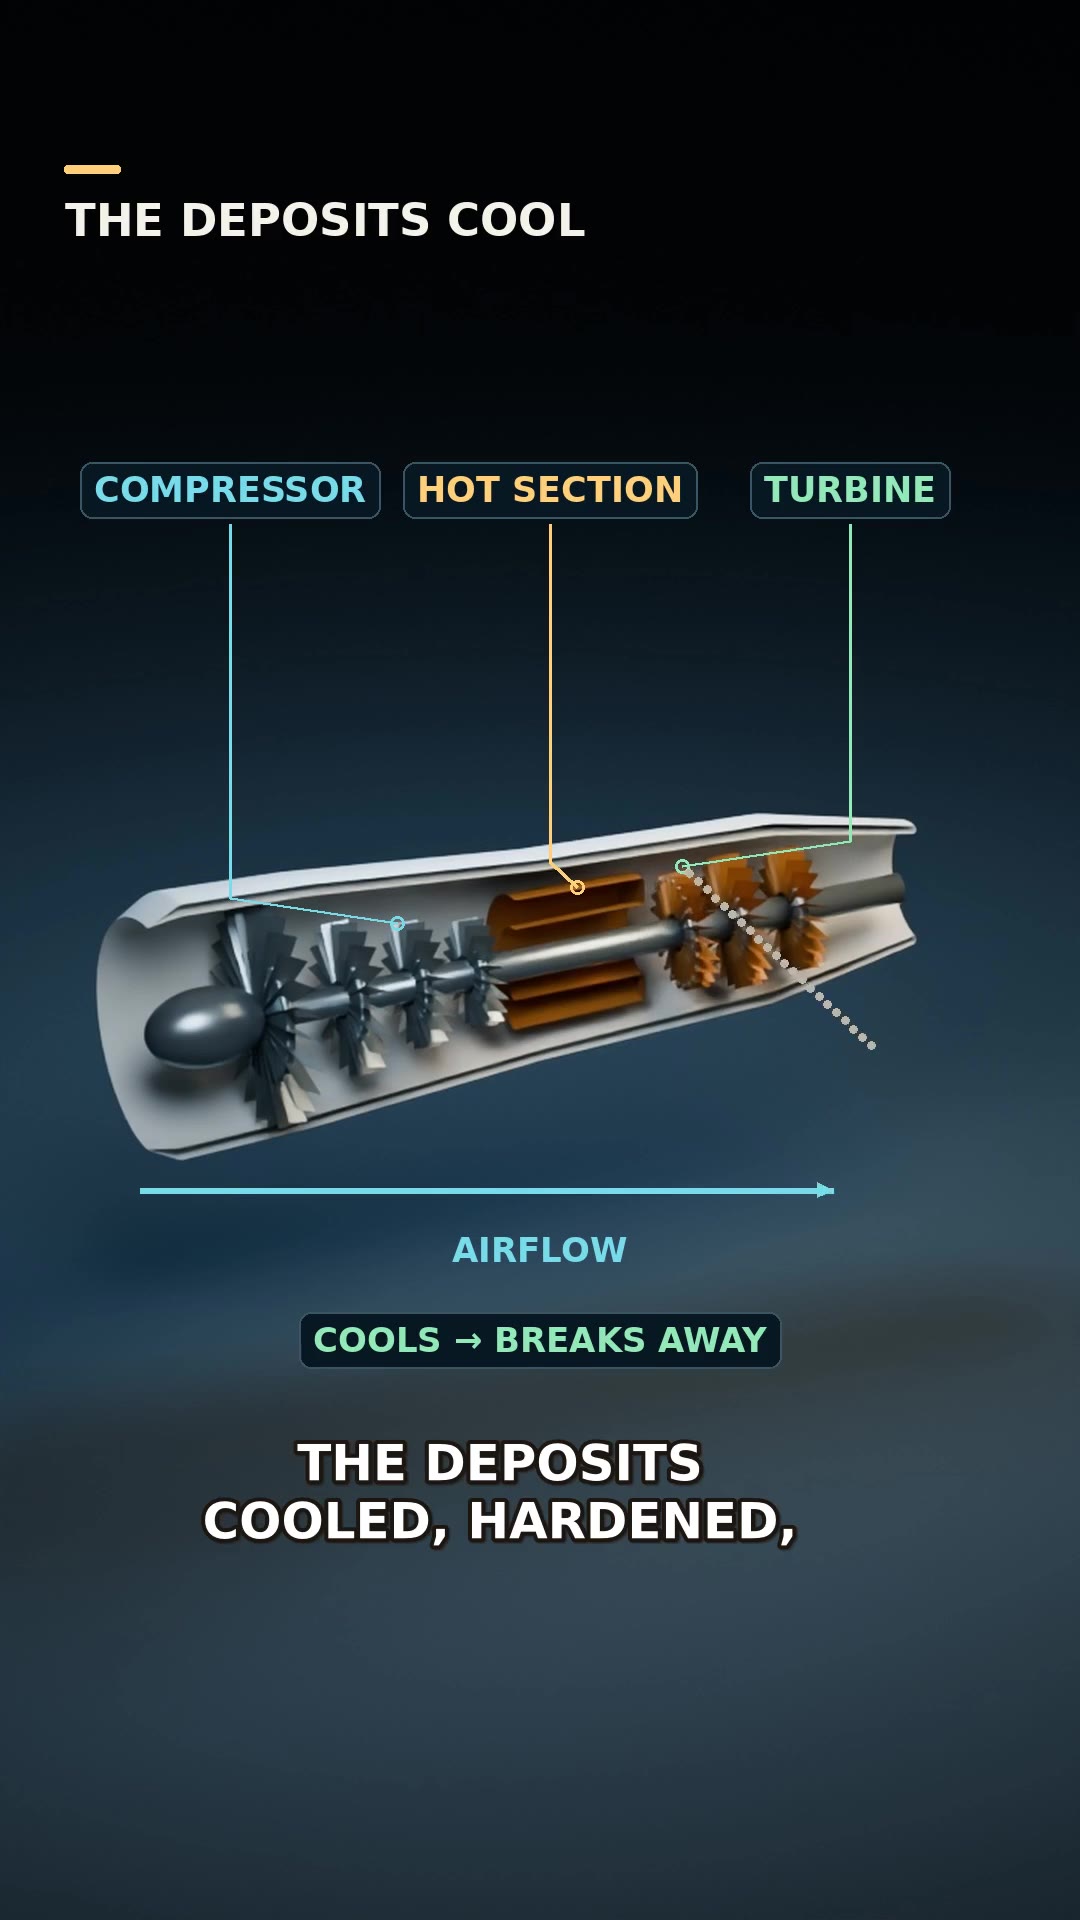 THE DEPOSITS COOL
COMPRESSOR
HOT SECTION
TURBINE
AIRFLOW
COOLS → BREAKS AWAY
THE DEPOSITS
COOLED, HARDENED,